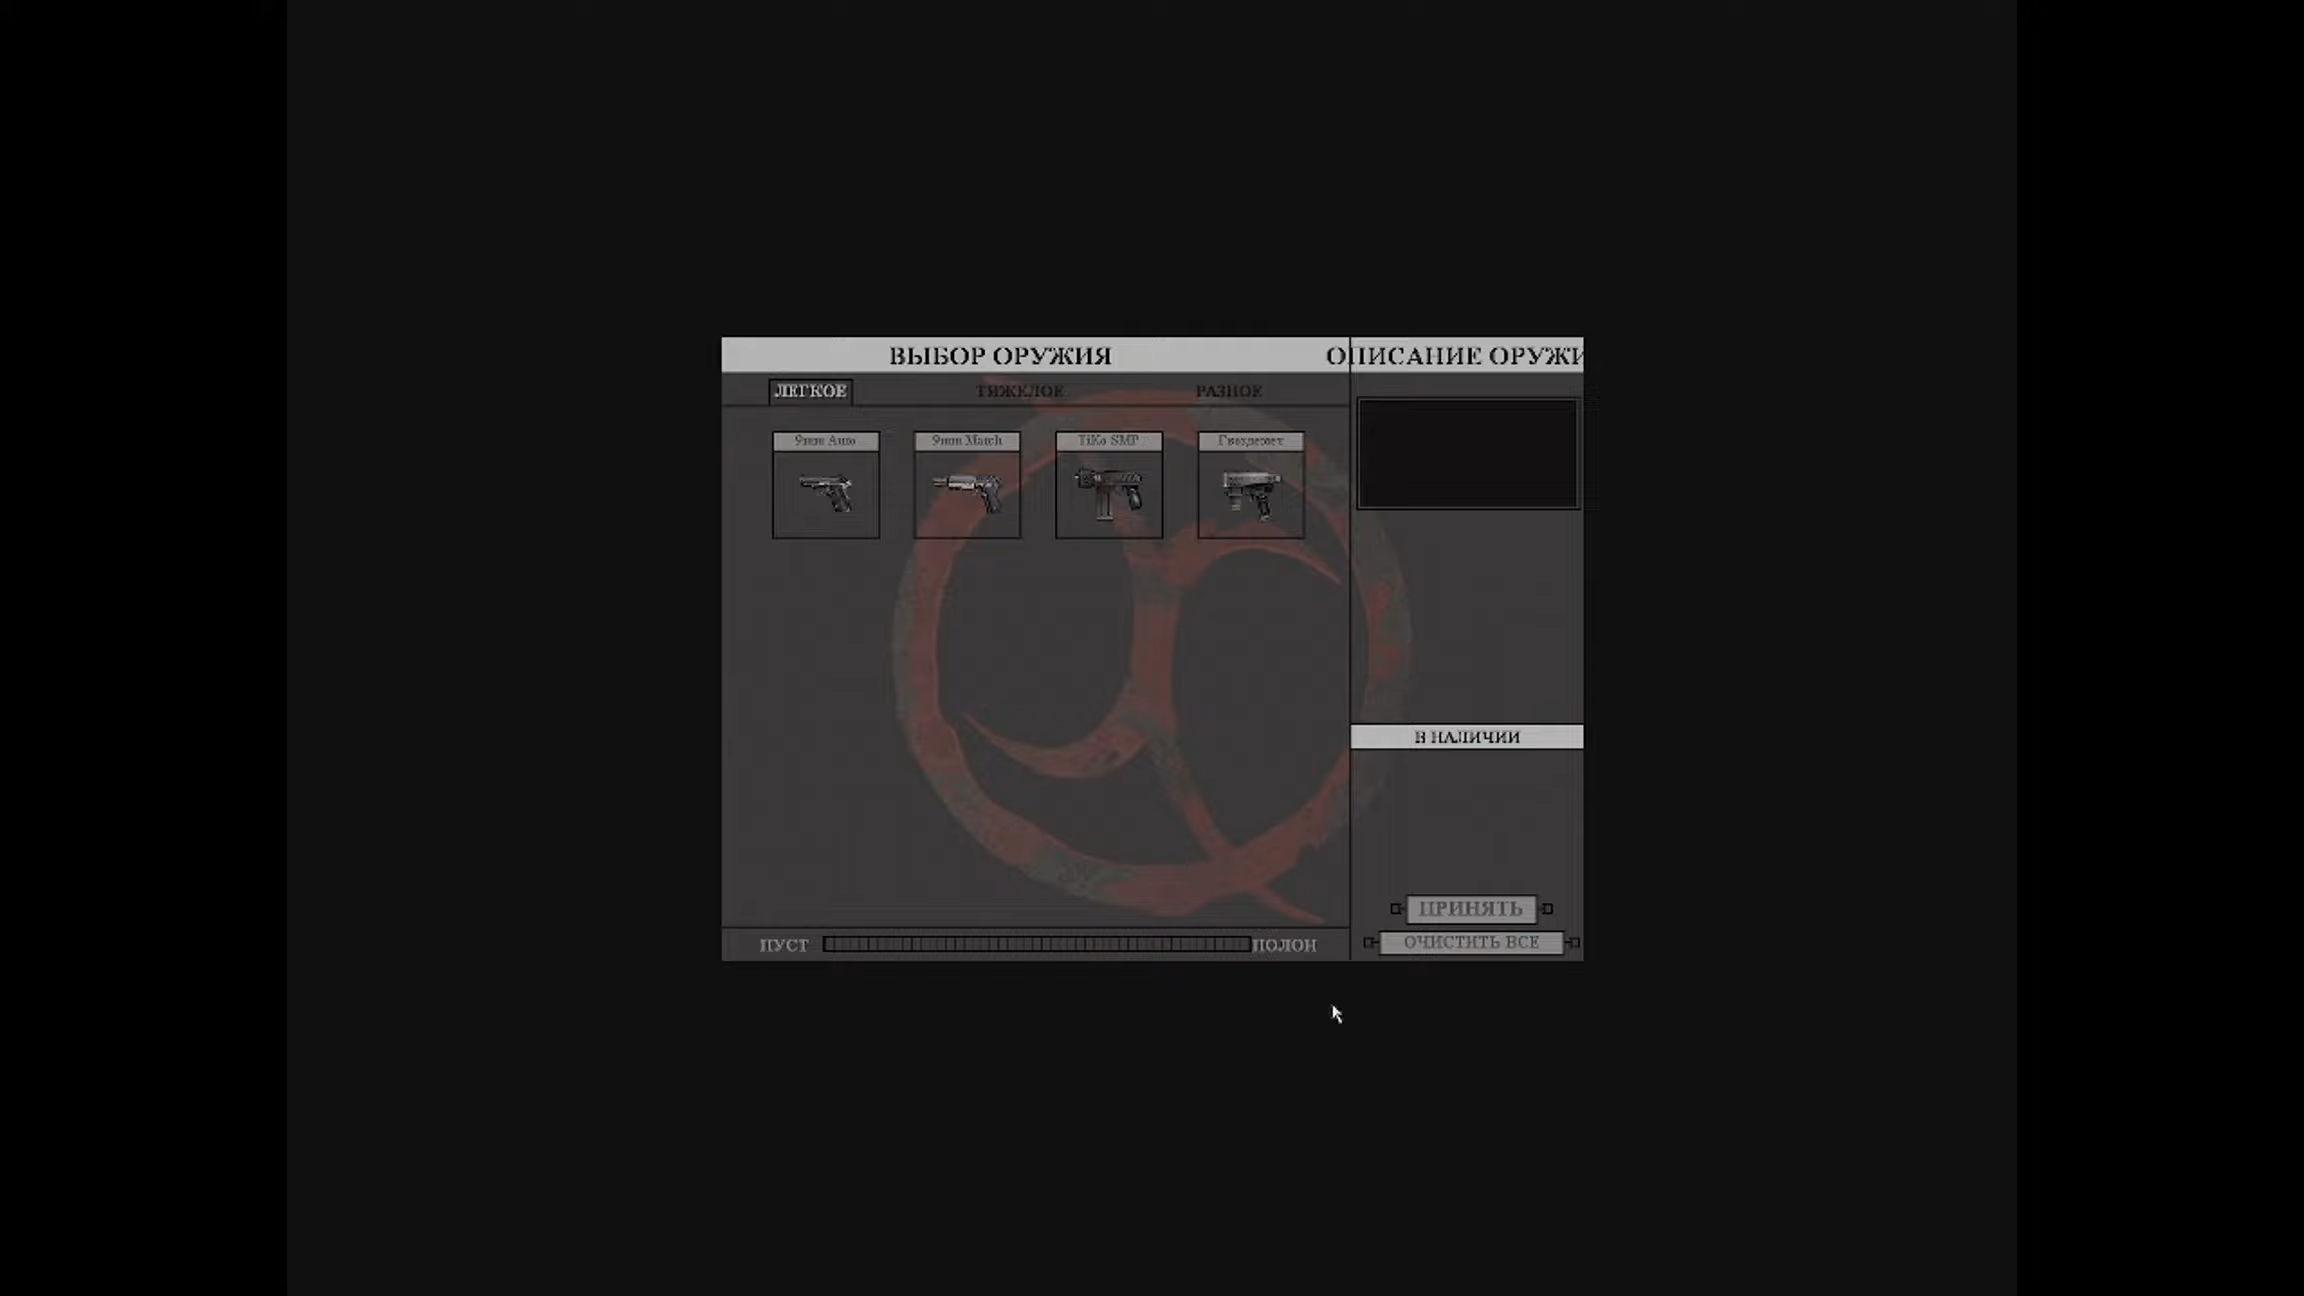 ВЫБОР ОРУЖИЯ
ОПИСАНИЕ ОРУЖИ
ЛЕГКОЕ
ТЯЖЕЛОЕ
РАЗНОЕ
9mm Auto
9mm Match
TiKo SMP
Гвоздемет
В НАЛИЧИИ
ПРИНЯТЬ
ОЧИСТИТЬ ВСЕ
ПУСТ
ПОЛОН